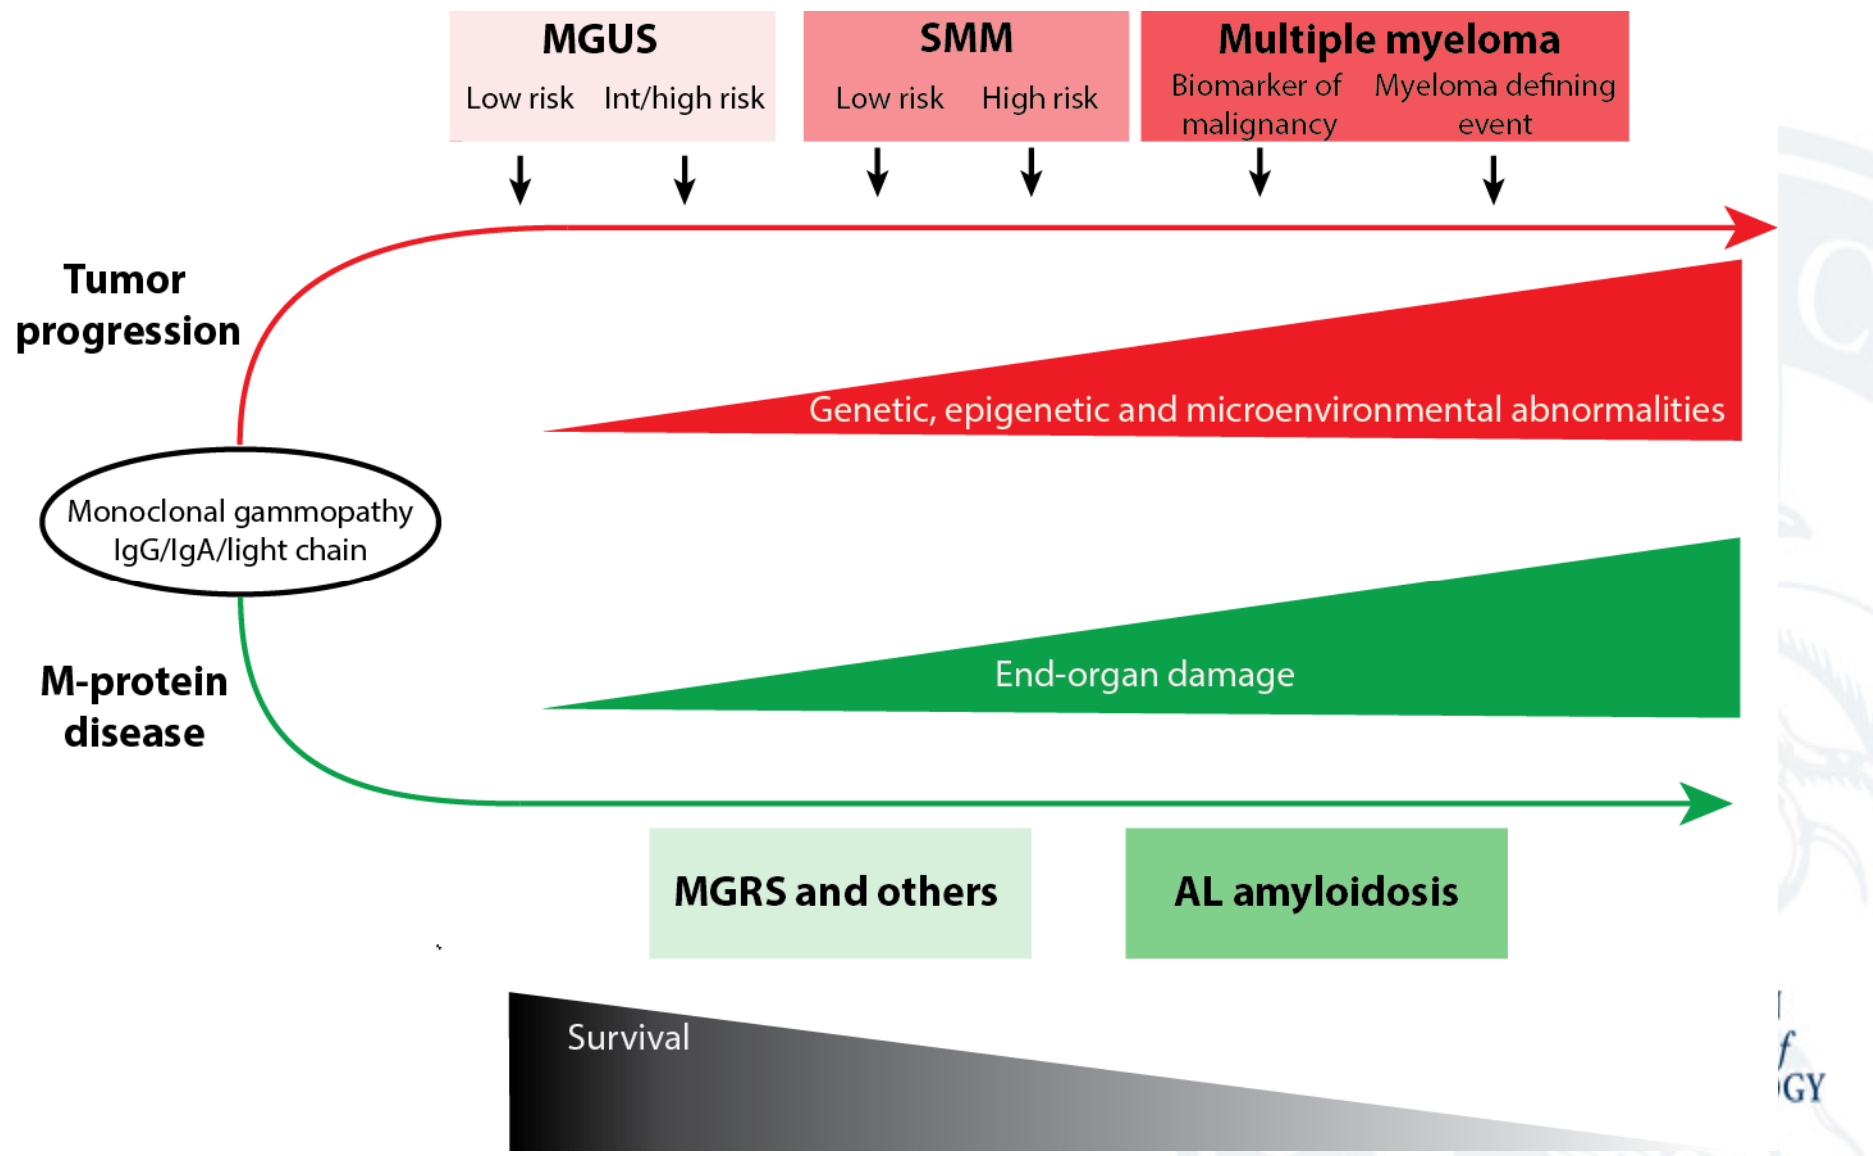 MGUS
Low risk Int/high risk
SMM
Low risk High risk
Multiple myeloma
Biomarker of malignancy
Myeloma defining event
Tumor
progression
Genetic, epigenetic and microenvironmental abnormalities
Monoclonal gammopathy
IgG/IgA/light chain
End-organ damage
M-protein
disease
MGRS and others
AL amyloidosis
Survival